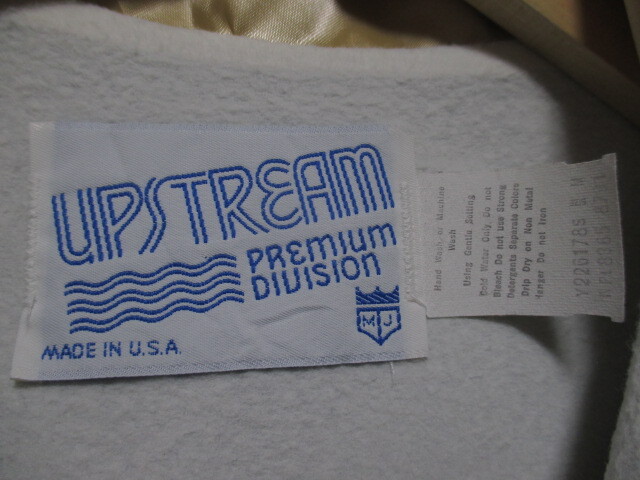 UPSTREAM
PREMIUM
DIVISION
MADE IN U.S.A.
M J
Hand Wash, or Machine
Wash
Using Gentle Setting
Cold Water Only, Do not
Bleach Do not Use Strong
Detergents Separate Colors
Drip Dry on Non Metal
Hanger Do not Iron